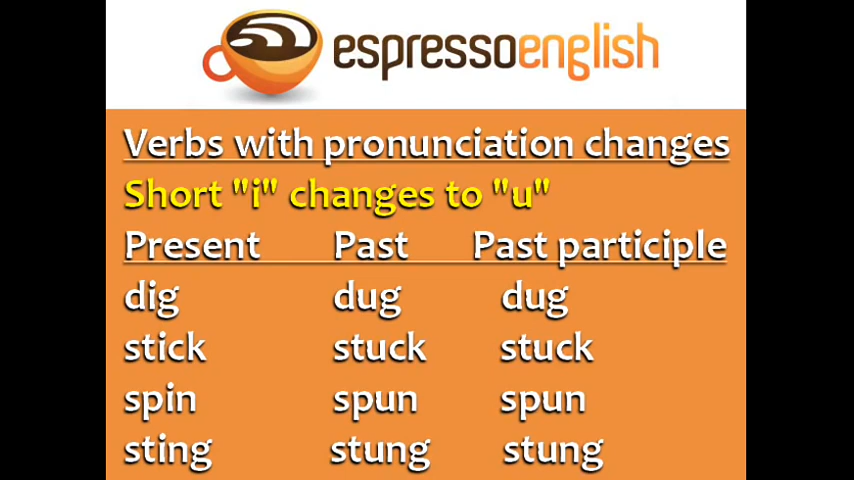 espressoenglish
Verbs with pronunciation changes
Short "i" changes to "u"
Present Past Past participle
dig dug dug
stick stuck stuck
spin spun spun
sting stung stung